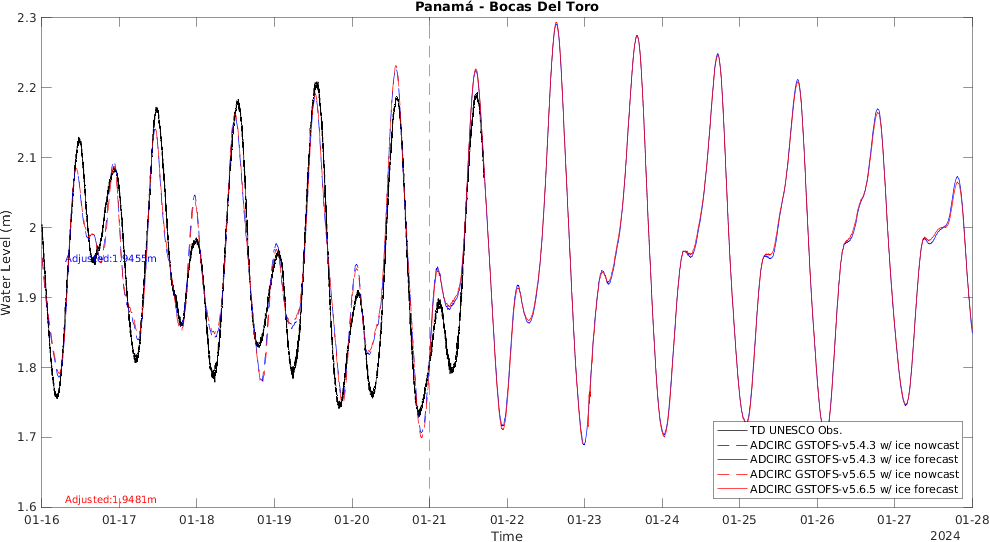 Panamá - Bocas Del Toro
Water Level (m)
2.3
2.2
2.1
2
1.9
1.8
1.7
1.6
Adjusted:1.9455m
Adjusted:1.9481m
TD UNESCO Obs.
ADCIRC GSTOFS-v5.4.3 w/ ice nowcast
ADCIRC GSTOFS-v5.4.3 w/ ice forecast
ADCIRC GSTOFS-v5.6.5 w/ ice nowcast
ADCIRC GSTOFS-v5.6.5 w/ ice forecast
01-16 01-17 01-18 01-19 01-20 01-21 01-22 01-23 01-24 01-25 01-26 01-27 01-28
Time
2024